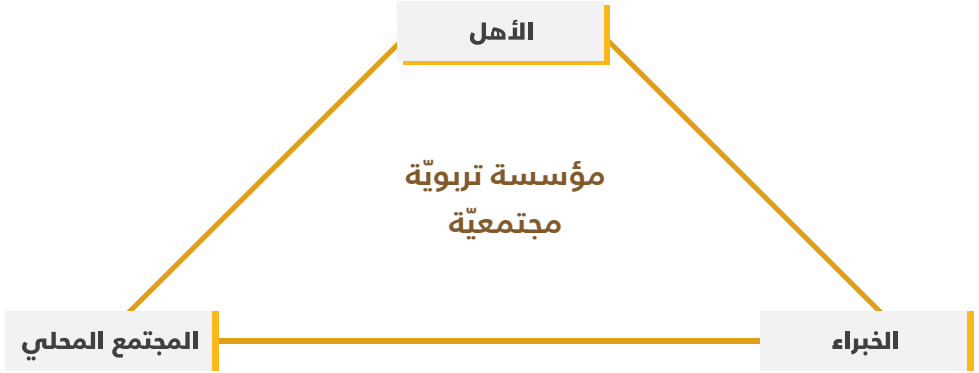 الأهل
مؤسسة تربويّة
مجتمعيّة
الخبراء
المجتمع المحلي